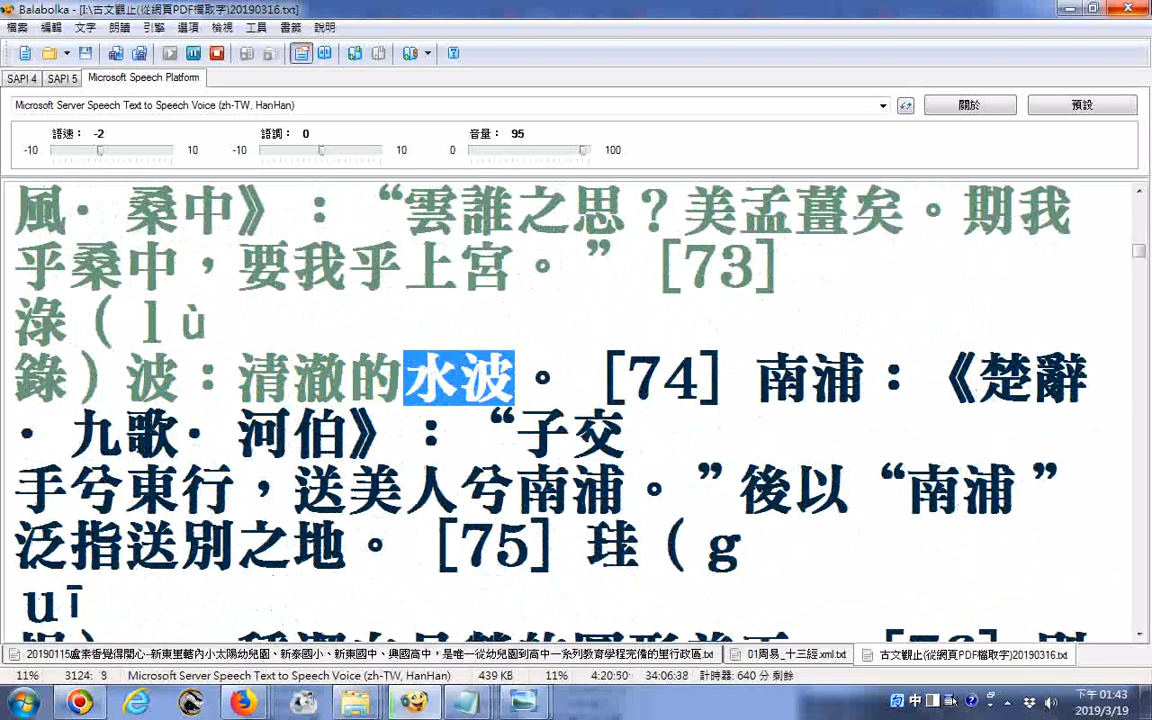 Balabolka - [I:\古文觀止(從網頁PDF檔取字)20190316.txt]
檔案 編輯 文字 朗讀 引擎 選項 檢視 工具 書籤 說明
SAPI 4 SAPI 5 Microsoft Speech Platform
Microsoft Server Speech Text to Speech Voice (zh-TW, HanHan) 關於 預設
語速： -2 語調： 0 音量： 95
-10 10 -10 10 0 100
風· 桑中》：“雲誰之思？美孟薑矣。期我
乎桑中，要我乎上宮。” [73]
淥（lù
錄）波：清澈的水波。 [74] 南浦：《楚辭
· 九歌· 河伯》：“子交
手兮東行，送美人兮南浦。”後以“南浦”
泛指送別之地。 [75] 珪（g
uī
20190115盧素香覺得開心--新東里轄內小太陽幼兒園、新泰國小、新東國中、興國高中，是唯一從幼兒園到高中一系列教育學程完備的里行政區.txt 01周易_十三經.xml.txt 古文觀止(從網頁PDF檔取字)20190316.txt
11% 3124: 8 Microsoft Server Speech Text to Speech Voice (zh-TW, HanHan) 439 KB 11% 4:20:50 34:06:38 計時器: 640 分 剩餘
中 下午 01:43
2019/3/19